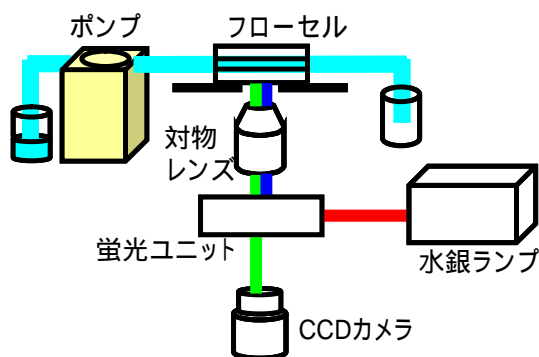 ポンプ
フローセル
対物
レンズ
蛍光ユニット
水銀ランプ
CCDカメラ